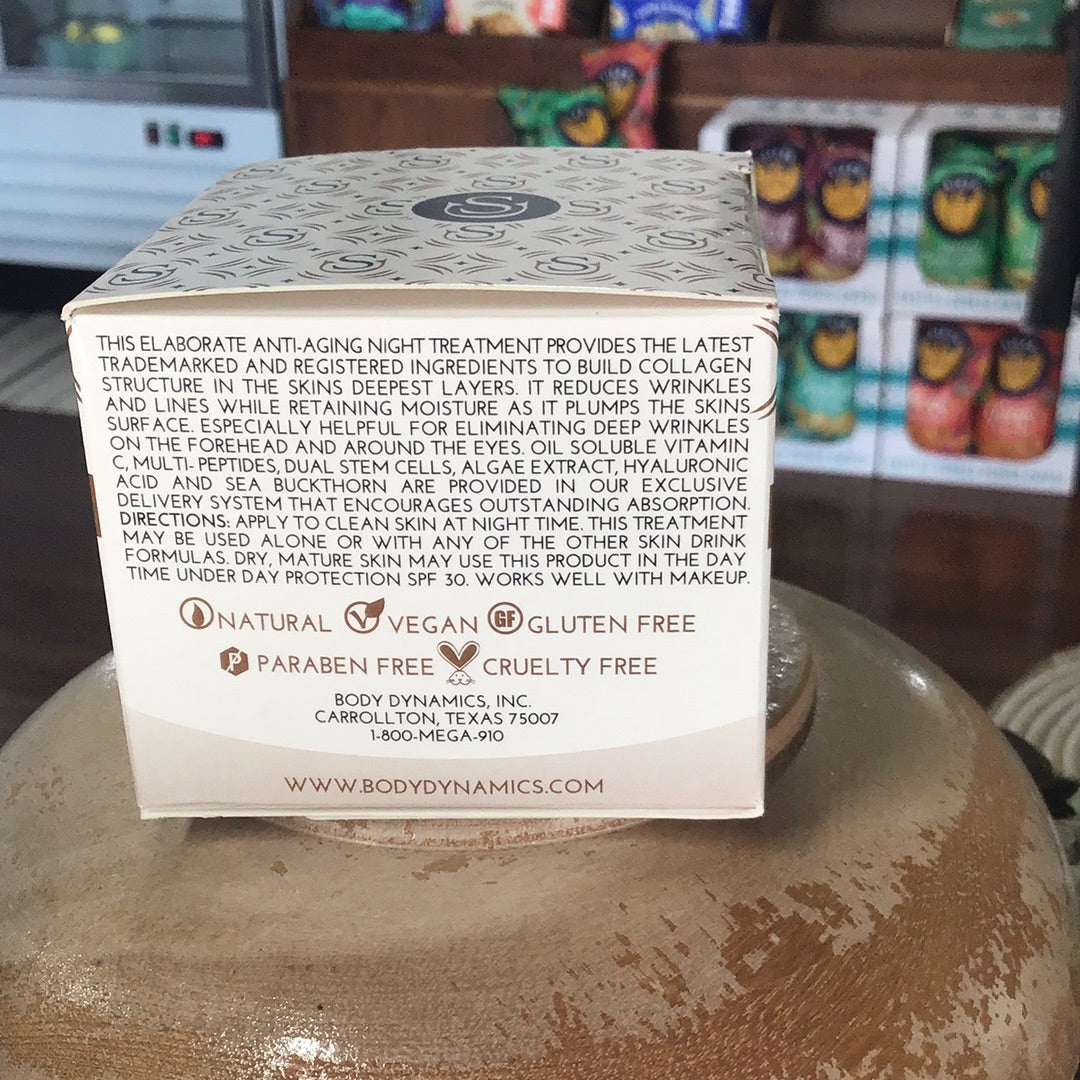 THIS ELABORATE ANTI-AGING NIGHT TREATMENT PROVIDES THE LATEST
TRADEMARKED AND REGISTERED INGREDIENTS TO BUILD COLLAGEN
STRUCTURE IN THE SKINS DEEPEST LAYERS. IT REDUCES WRINKLES
AND LINES WHILE RETAINING MOISTURE AS IT PLUMPS THE SKINS
SURFACE. ESPECIALLY HELPFUL FOR ELIMINATING DEEP WRINKLES
ON THE FOREHEAD AND AROUND THE EYES. OIL SOLUBLE VITAMIN
C, MULTI- PEPTIDES, DUAL STEM CELLS, ALGAE EXTRACT, HYALURONIC
ACID AND SEA BUCKTHORN ARE PROVIDED IN OUR EXCLUSIVE
DELIVERY SYSTEM THAT ENCOURAGES OUTSTANDING ABSORPTION.
DIRECTIONS: APPLY TO CLEAN SKIN AT NIGHT TIME. THIS TREATMENT
MAY BE USED ALONE OR WITH ANY OF THE OTHER SKIN DRINK
FORMULAS. DRY, MATURE SKIN MAY USE THIS PRODUCT IN THE DAY
TIME UNDER DAY PROTECTION SPF 30. WORKS WELL WITH MAKEUP.
NATURAL V VEGAN GF GLUTEN FREE
P PARABEN FREE CRUELTY FREE
BODY DYNAMICS, INC.
CARROLLTON, TEXAS 75007
1-800-MEGA-910
WWW.BODYDYNAMICS.COM